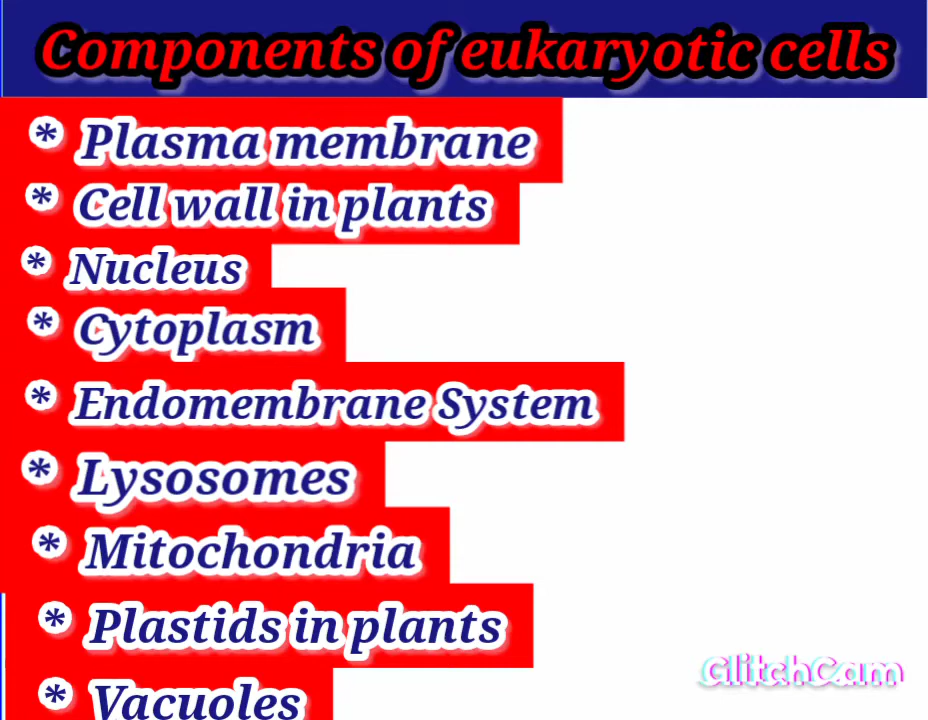 Components of eukaryotic cells
* Plasma membrane
* Cell wall in plants
* Nucleus
* Cytoplasm
* Endomembrane System
* Lysosomes
* Mitochondria
* Plastids in plants
* Vacuoles
GlitchCam